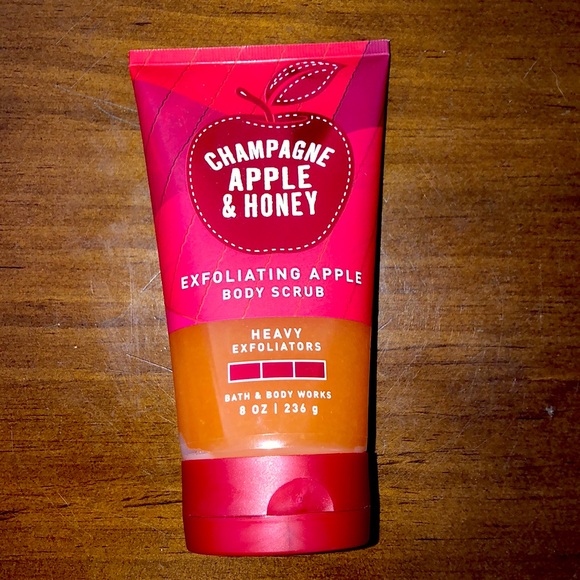 CHAMPAGNE
APPLE
& HONEY
EXFOLIATING APPLE
BODY SCRUB
HEAVY
EXFOLIATORS
BATH & BODY WORKS
8 OZ | 236 g